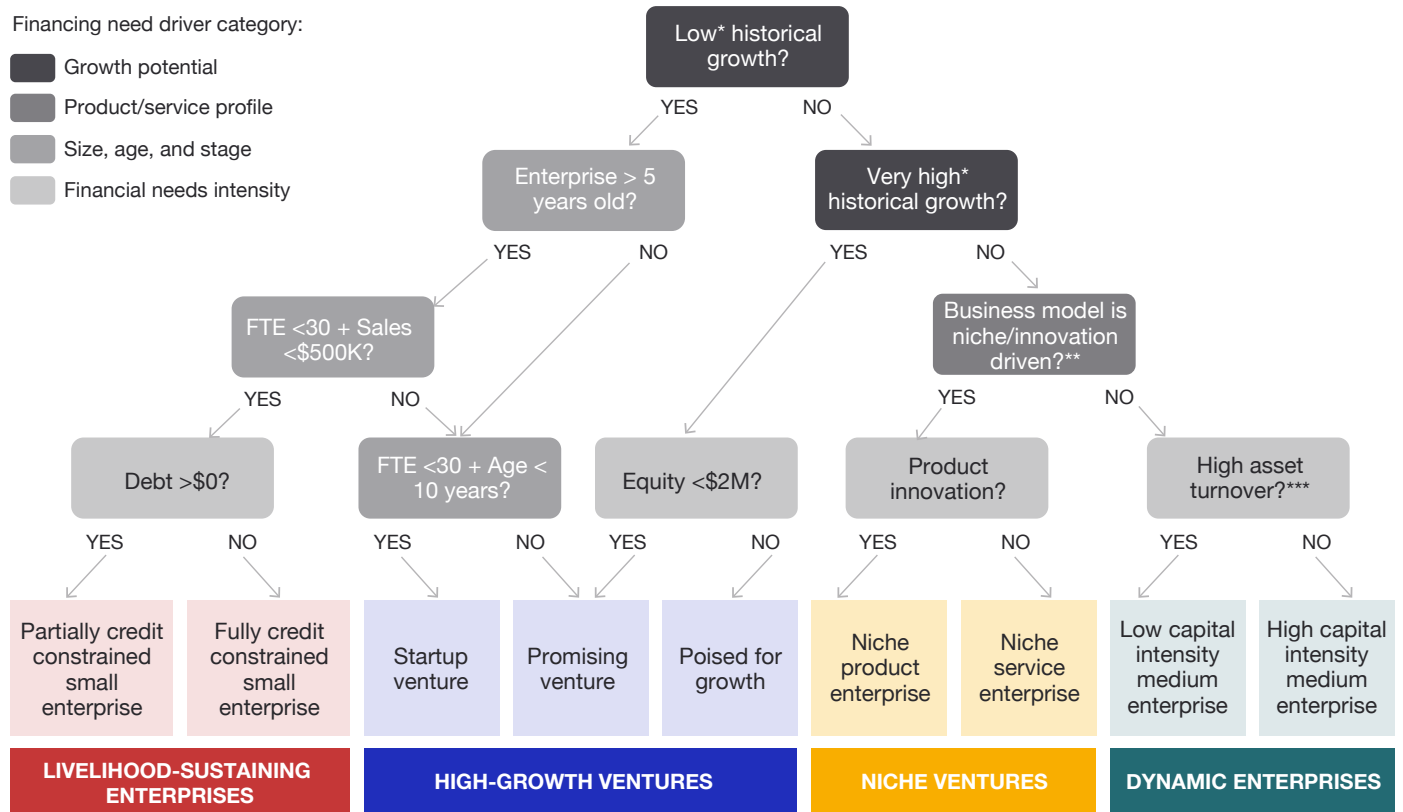 Financing need driver category:
Growth potential
Product/service profile
Size, age, and stage
Financial needs intensity
Low* historical
growth?
YES
NO
Enterprise > 5
years old?
Very high*
historical growth?
YES
NO
YES
NO
FTE <30 + Sales
<$500K?
Business model is
niche/innovation
driven?**
YES
NO
YES
NO
Debt >$0?
FTE <30 + Age <
10 years?
Equity <$2M?
Product
innovation?
High asset
turnover?***
YES
NO
YES
NO
YES
NO
YES
NO
YES
NO
Partially credit
constrained
small
enterprise
Fully credit
constrained
small
enterprise
Startup
venture
Promising
venture
Poised for
growth
Niche
product
enterprise
Niche
service
enterprise
Low capital
intensity
medium
enterprise
High capital
intensity
medium
enterprise
LIVELIHOOD-SUSTAINING
ENTERPRISES
HIGH-GROWTH VENTURES
NICHE VENTURES
DYNAMIC ENTERPRISES